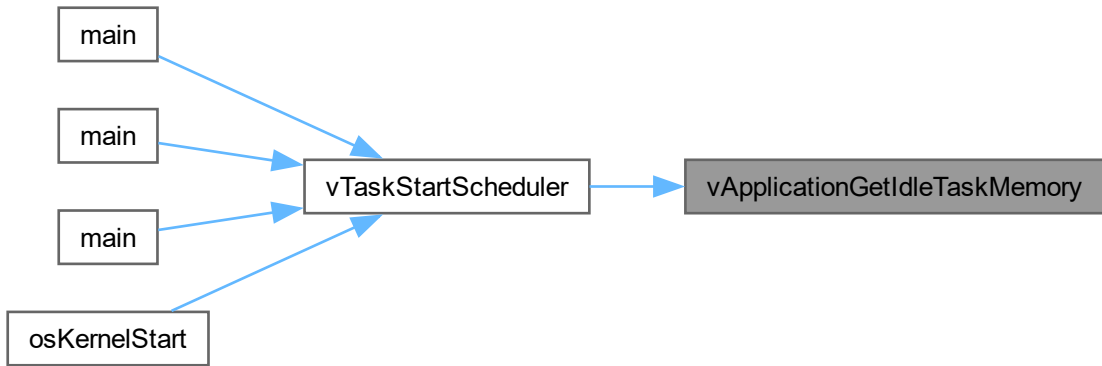 main
main
main
osKernelStart
vTaskStartScheduler
vApplicationGetIdleTaskMemory